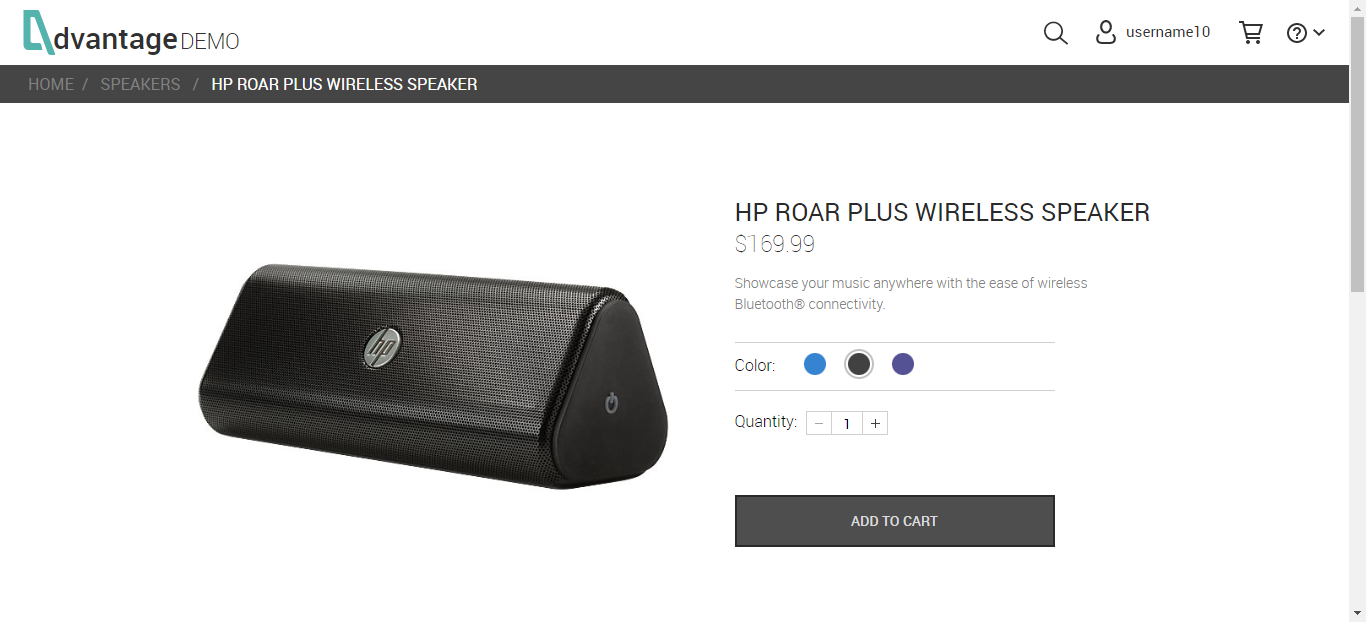 dvantage DEMO
username10
HOME / SPEAKERS / HP ROAR PLUS WIRELESS SPEAKER
HP ROAR PLUS WIRELESS SPEAKER
$169.99
Showcase your music anywhere with the ease of wireless
Bluetooth® connectivity.
hp
Color:
Quantity: − 1 +
ADD TO CART